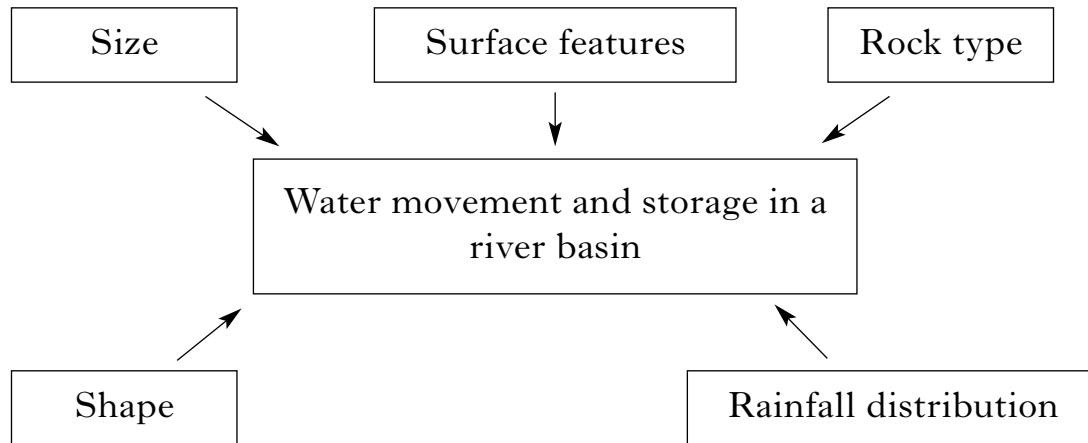 Size
Surface features
Rock type
Water movement and storage in a
river basin
Shape
Rainfall distribution